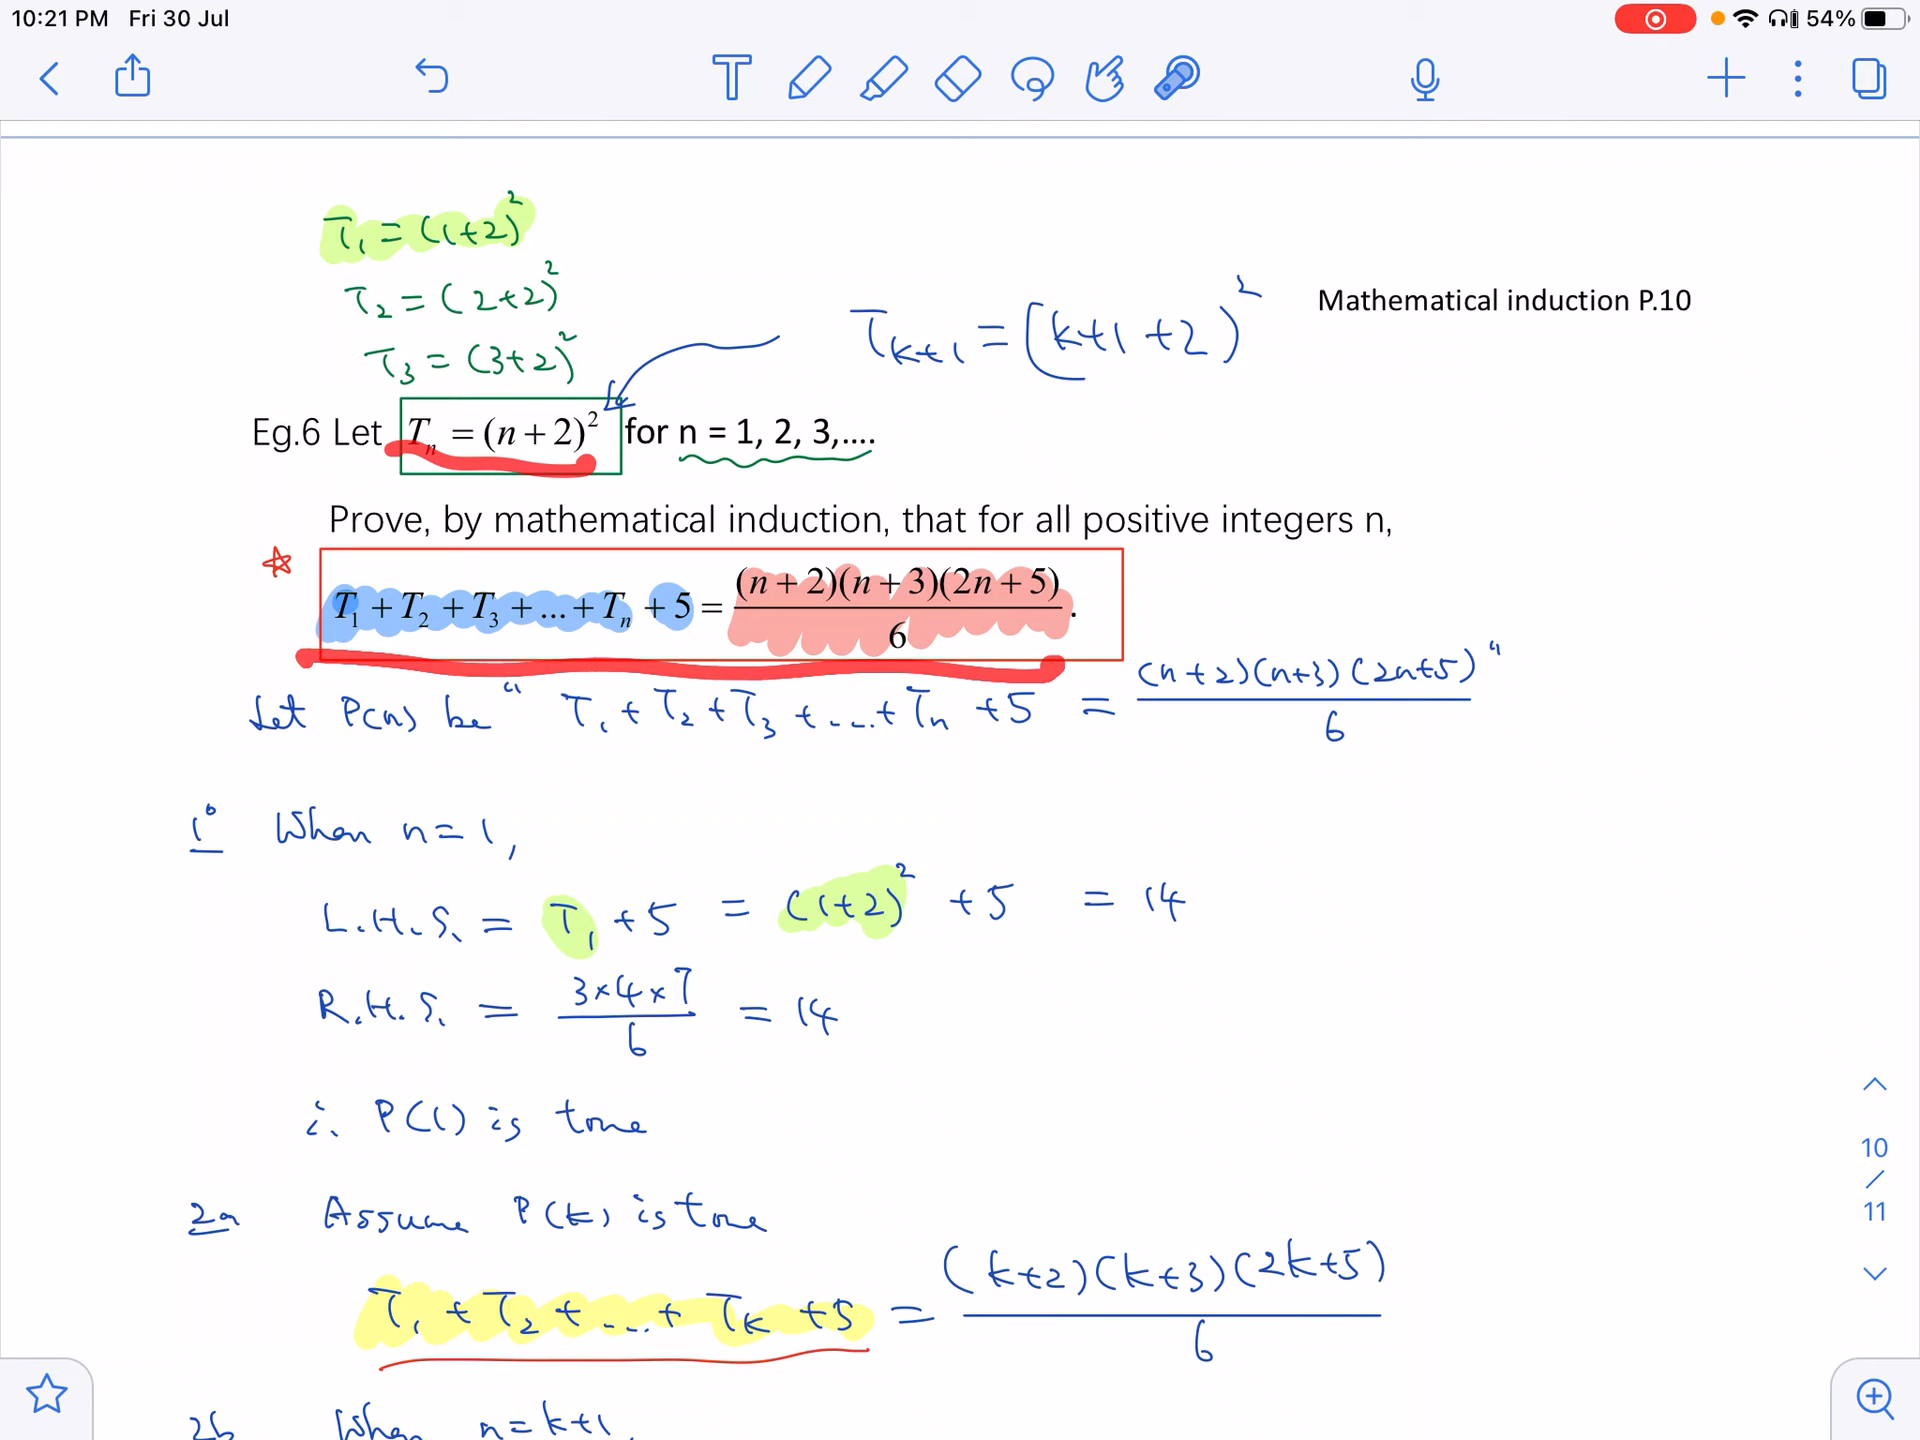 10:21 PM Fri 30 Jul 54%
T₁ = (1+2)²
T₂ = (2+2)²
T₃ = (3+2)²
T_{k+1} = (k+1+2)²
Mathematical induction P.10
Eg.6 Let Tₙ = (n+2)² for n = 1, 2, 3,....
Prove, by mathematical induction, that for all positive integers n,
T₁ + T₂ + T₃ + ... + Tₙ + 5 = (n+2)(n+3)(2n+5)/6.
Let P(n) be " T₁ + T₂ + T₃ + ... + Tₙ + 5 = (n+2)(n+3)(2n+5)/6 "
1° When n = 1,
L.H.S. = T₁ + 5 = (1+2)² + 5 = 14
R.H.S. = 3×4×7/6 = 14
∴ P(1) is true
2a Assume P(k) is true
T₁ + T₂ + ... + T_k + 5 = (k+2)(k+3)(2k+5)/6
2b When n = k+1,
10
/
11